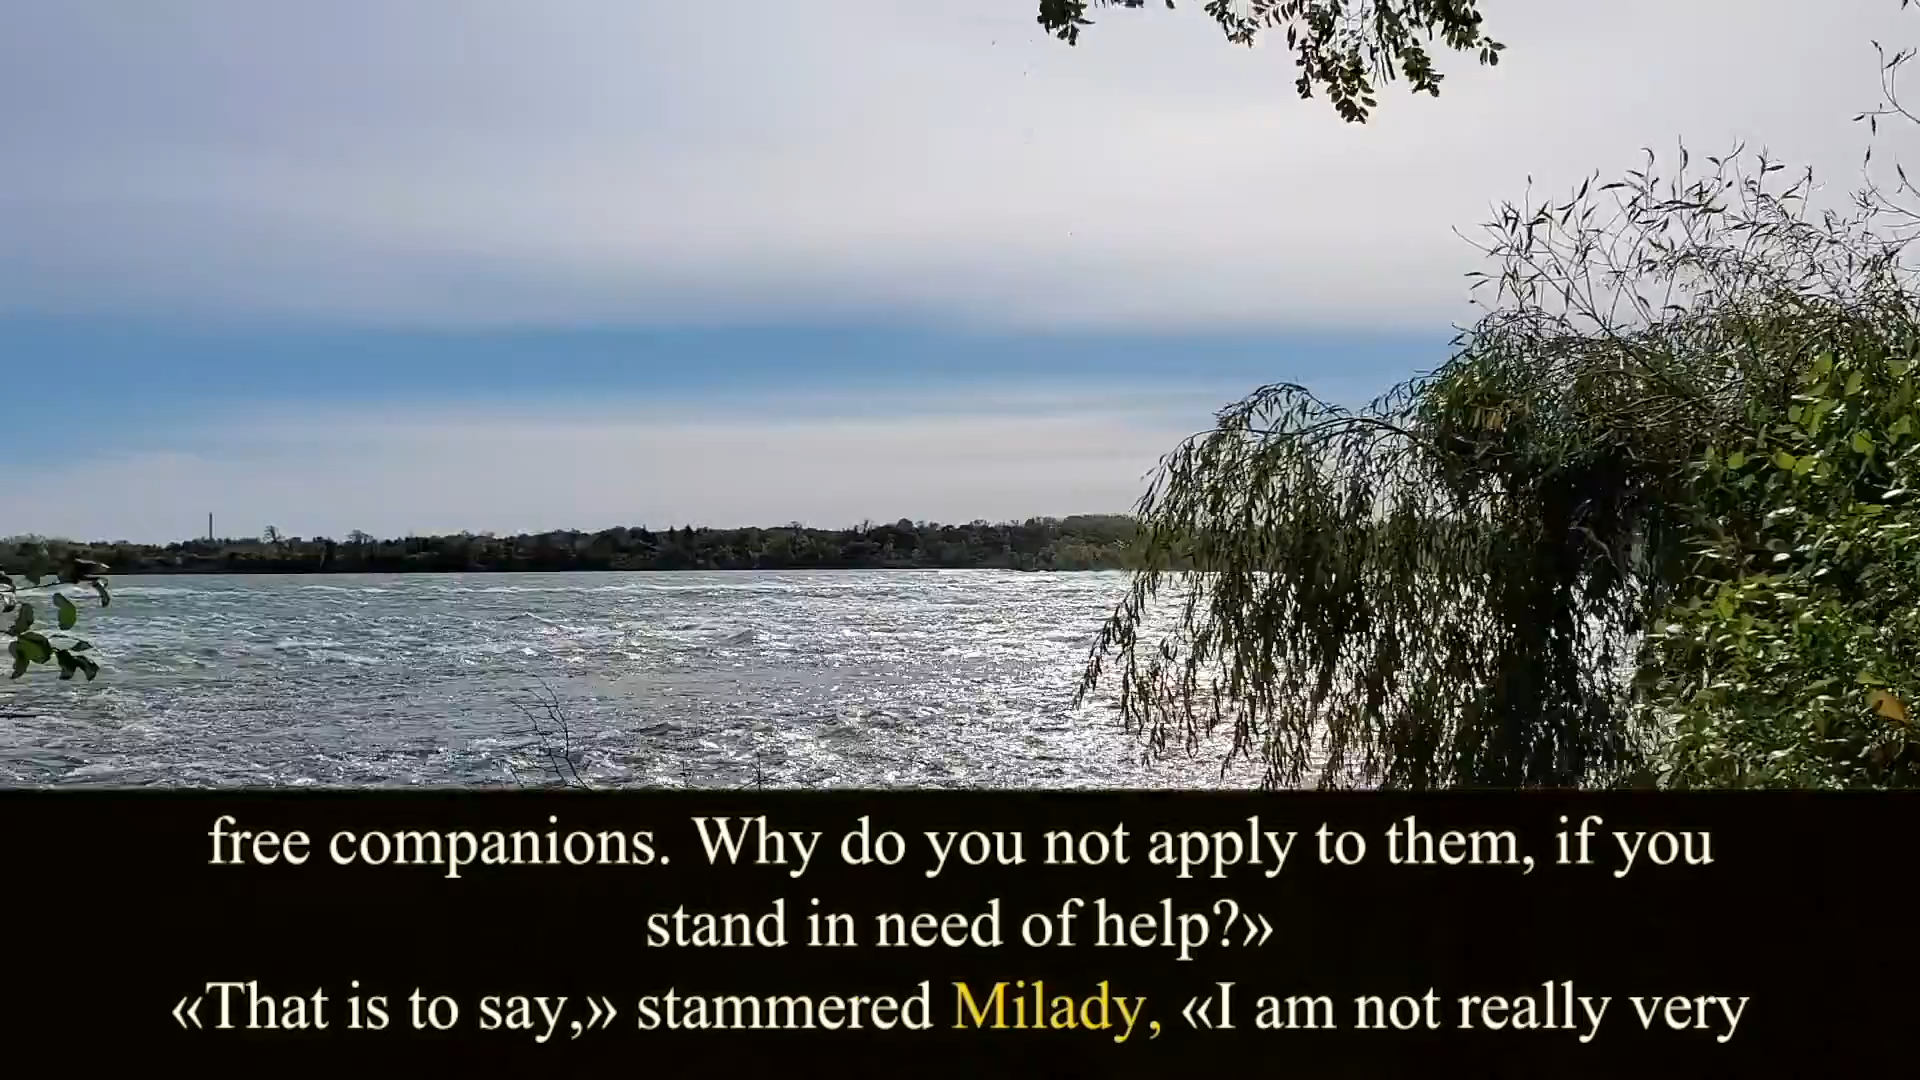 free companions. Why do you not apply to them, if you
stand in need of help?»
«That is to say,» stammered Milady, «I am not really very